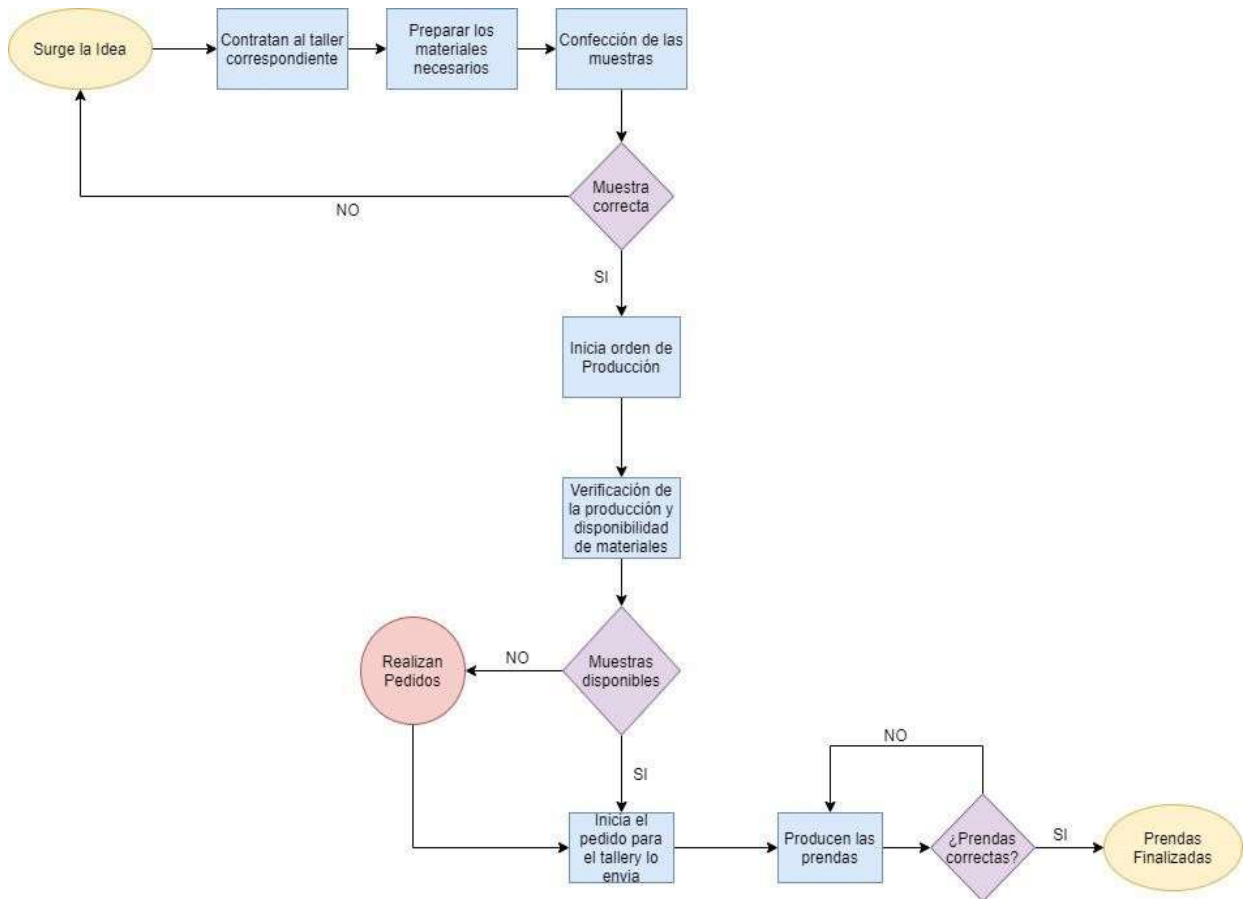 Surge la Idea
Contratan al taller
correspondiente
Preparar los
materiales
necesarios
Confección de las
muestras
Muestra
correcta
NO
SI
Inicia orden de
Producción
Verificación de
la producción y
disponibilidad
de materiales
Muestras
disponibles
NO
Realizan
Pedidos
SI
Inicia el
pedido para
el tallery lo
envia
Producen las
prendas
NO
¿Prendas
correctas?
SI
Prendas
Finalizadas